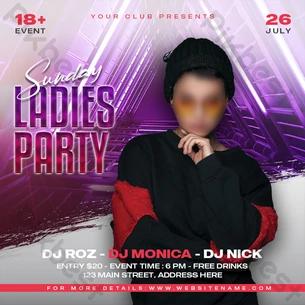 YOUR CLUB PRESENTS
18+
EVENT
26
JULY
Sunday
LADIES
PARTY
DJ ROZ - DJ MONICA - DJ NICK
ENTRY $20 - EVENT TIME : 6 PM - FREE DRINKS
123 MAIN STREET, ADDRESS HERE
FOR MORE DETAILS WWW.WEBSITENAME.COM